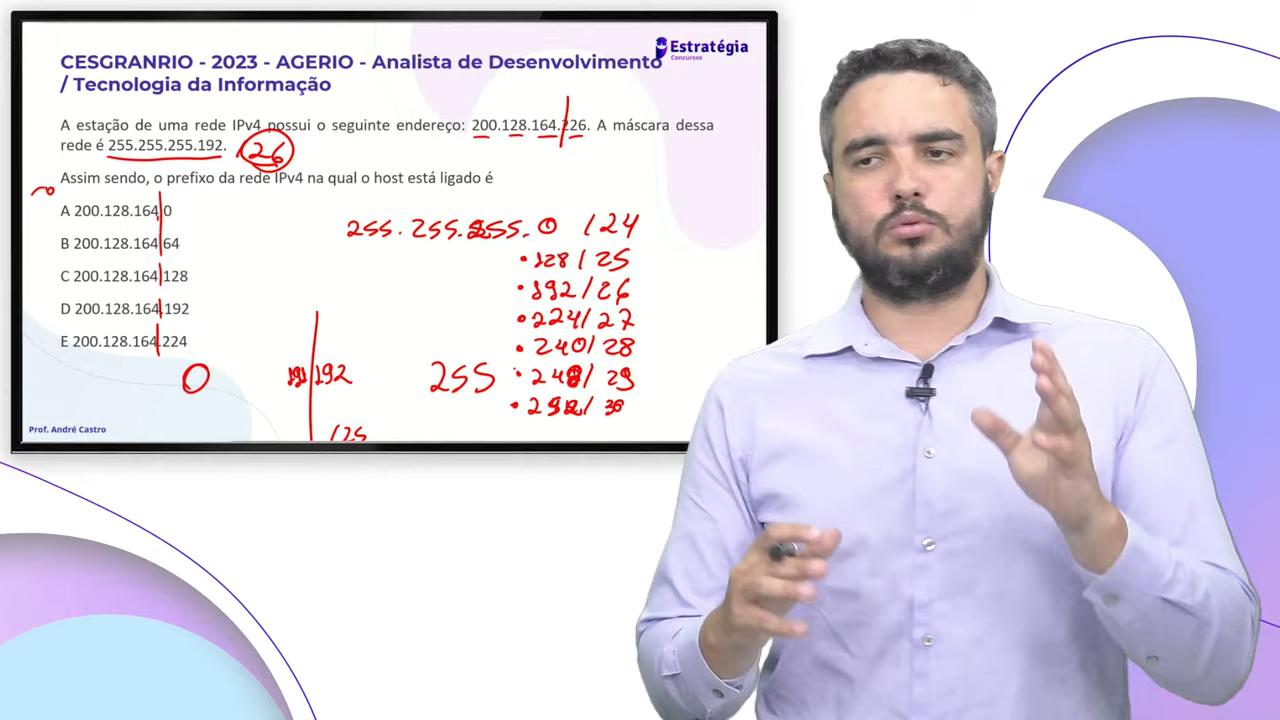 Estratégia
Concursos
CESGRANRIO - 2023 - AGERIO - Analista de Desenvolvimento
/ Tecnologia da Informação
A estação de uma rede IPv4 possui o seguinte endereço: 200.128.164.226. A máscara dessa
rede é 255.255.255.192. 26
Assim sendo, o prefixo da rede IPv4 na qual o host está ligado é
A 200.128.164.0
B 200.128.164.64
C 200.128.164.128
D 200.128.164.192
E 200.128.164.224
255.255.255.0 /24
.128/25
.192/26
.224/27
.240/28
255 .248/29
0
192
Prof. André Castro